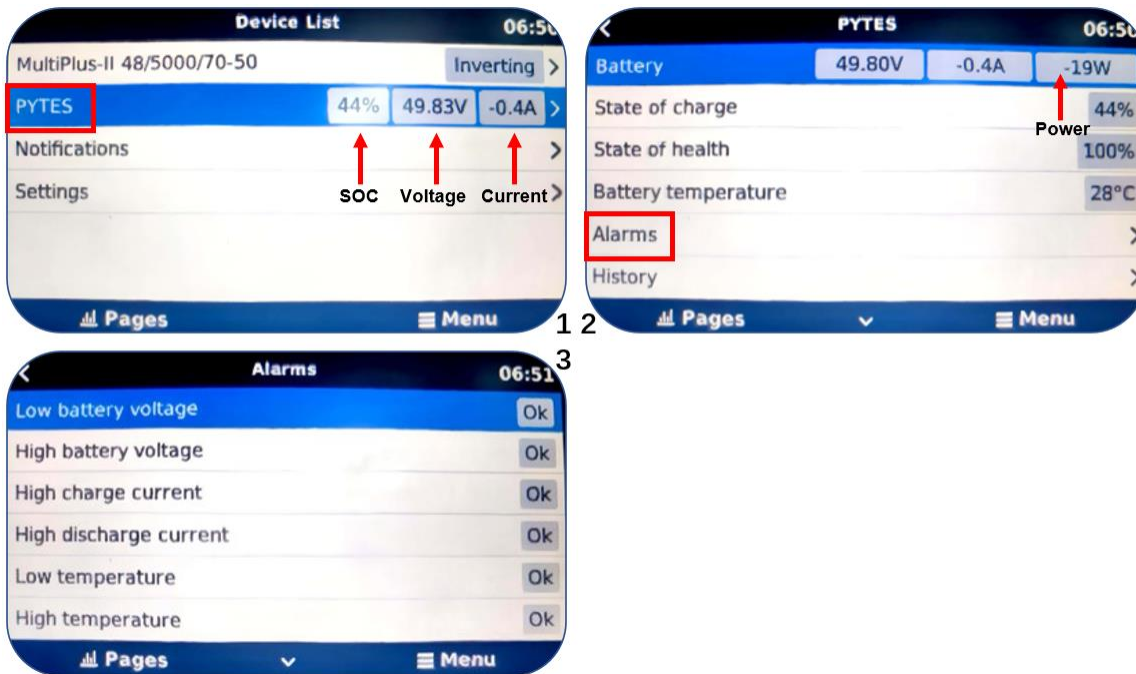 Device List 06:50
MultiPlus-II 48/5000/70-50 Inverting
PYTES 44% 49.83V -0.4A
Notifications
Settings
SOC Voltage Current
Pages Menu
1
PYTES 06:50
Battery 49.80V -0.4A -19W
State of charge 44%
Power
State of health 100%
Battery temperature 28°C
Alarms
History
Pages Menu
2
3
Alarms 06:51
Low battery voltage Ok
High battery voltage Ok
High charge current Ok
High discharge current Ok
Low temperature Ok
High temperature Ok
Pages Menu